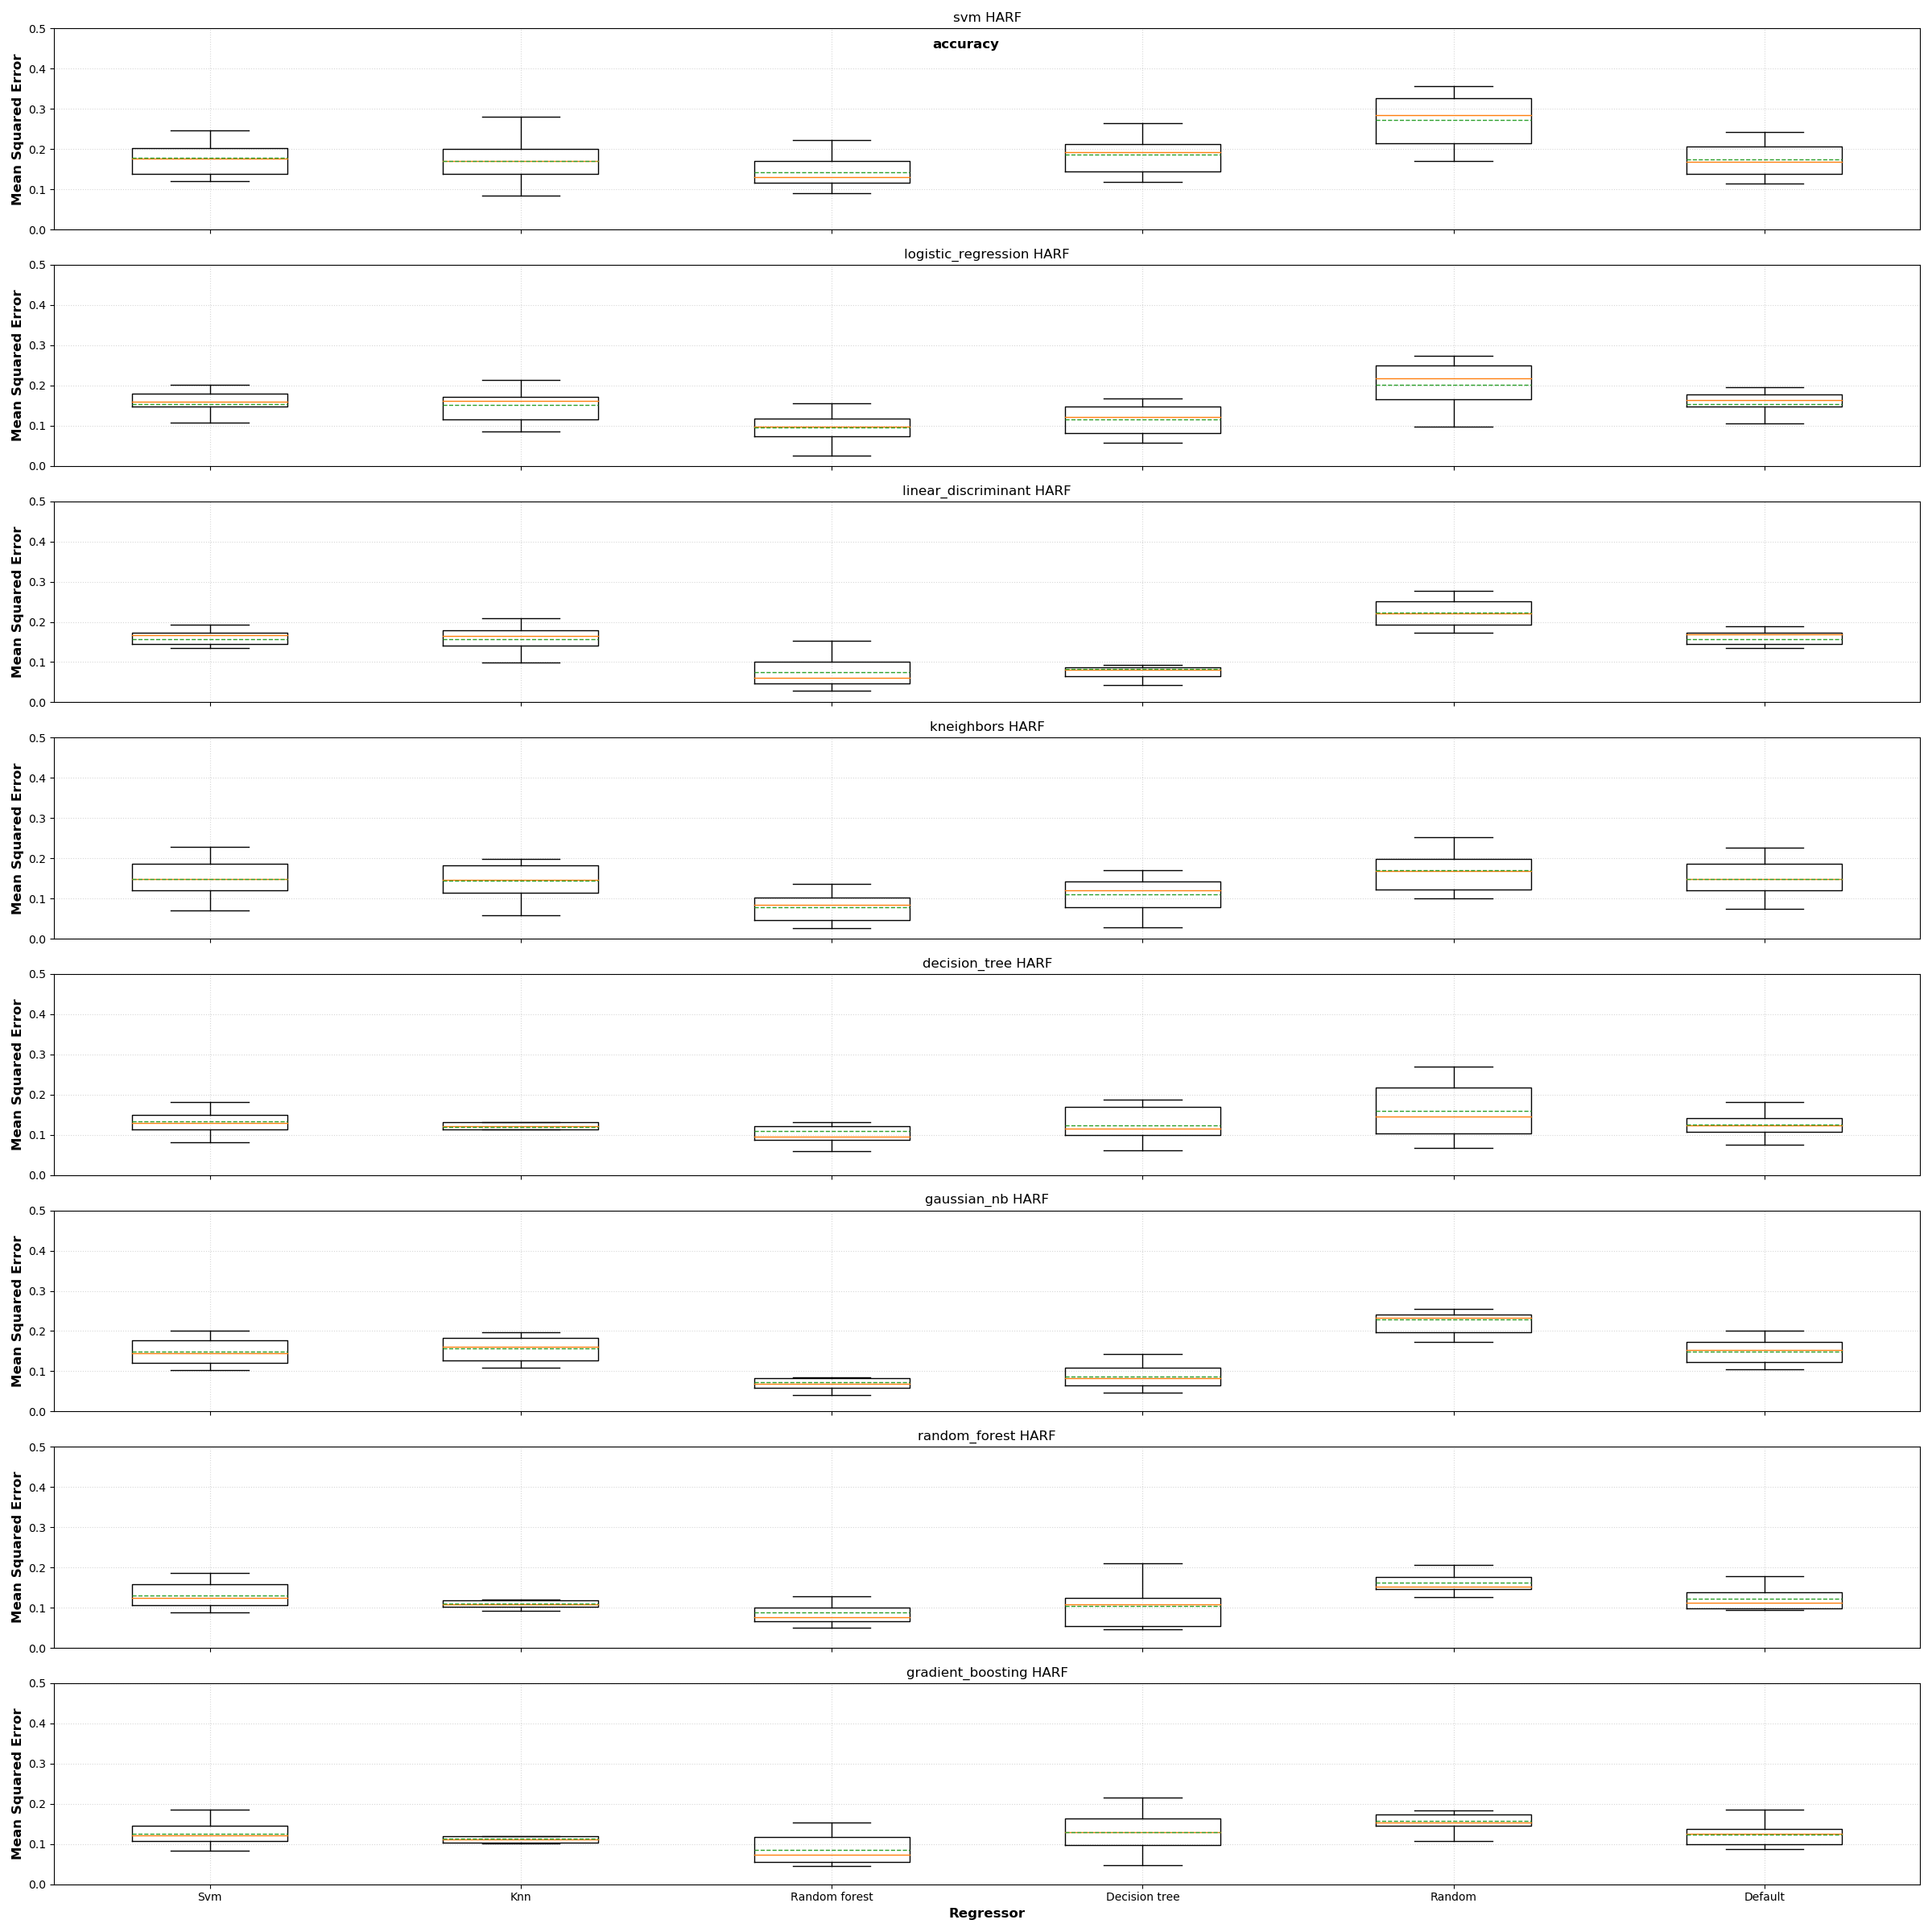 svm HARF
accuracy
Mean Squared Error
0.5
0.4
0.3
0.2
0.1
0.0
logistic_regression HARF
Mean Squared Error
0.5
0.4
0.3
0.2
0.1
0.0
linear_discriminant HARF
Mean Squared Error
0.5
0.4
0.3
0.2
0.1
0.0
kneighbors HARF
Mean Squared Error
0.5
0.4
0.3
0.2
0.1
0.0
decision_tree HARF
Mean Squared Error
0.5
0.4
0.3
0.2
0.1
0.0
gaussian_nb HARF
Mean Squared Error
0.5
0.4
0.3
0.2
0.1
0.0
random_forest HARF
Mean Squared Error
0.5
0.4
0.3
0.2
0.1
0.0
gradient_boosting HARF
Mean Squared Error
0.5
0.4
0.3
0.2
0.1
0.0
Svm Knn Random forest Decision tree Random Default
Regressor